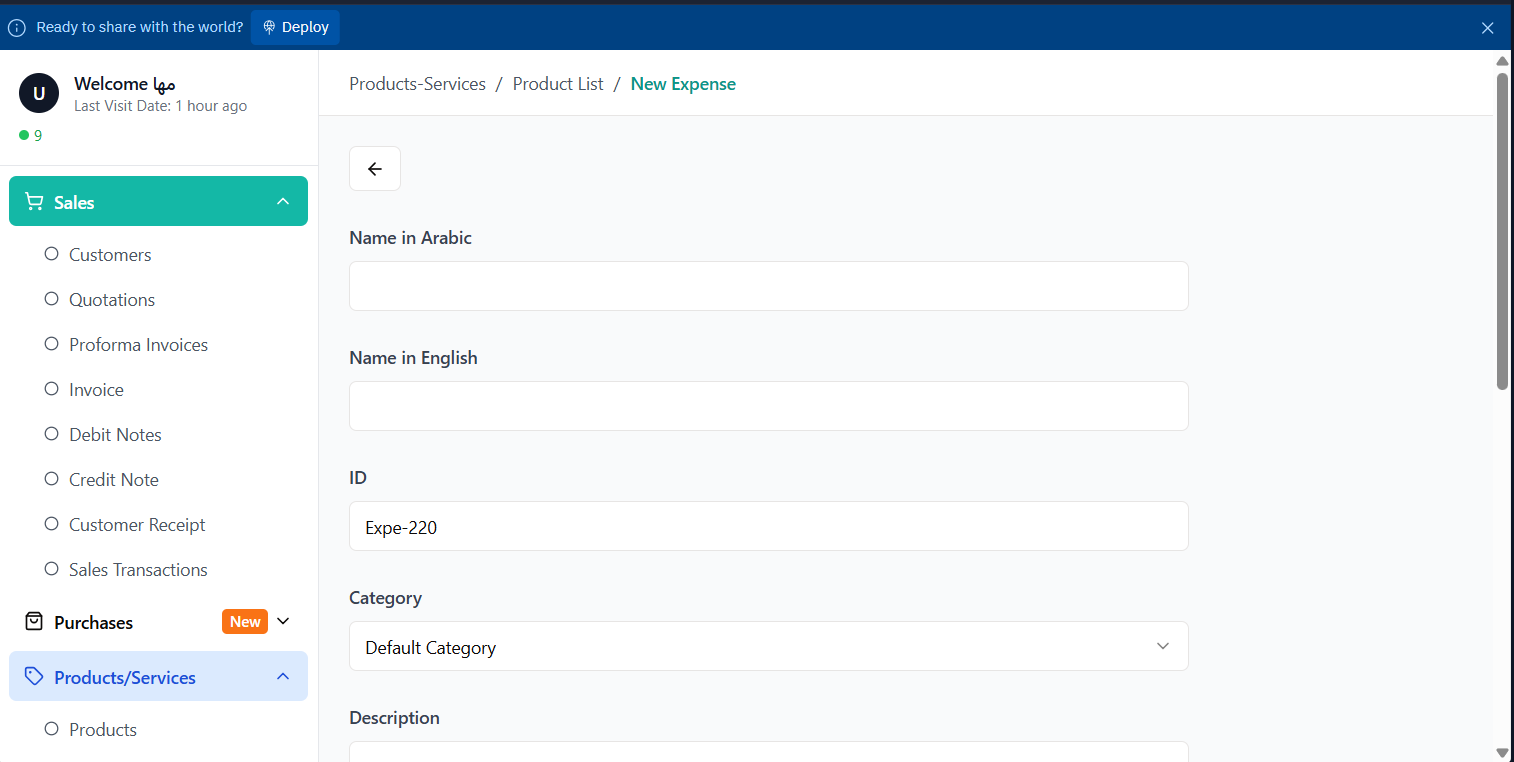 Ready to share with the world? Deploy
U
Welcome مها
Last Visit Date: 1 hour ago
9
Sales
Customers
Quotations
Proforma Invoices
Invoice
Debit Notes
Credit Note
Customer Receipt
Sales Transactions
Purchases New
Products/Services
Products
Products-Services / Product List / New Expense
Name in Arabic
Name in English
ID
Expe-220
Category
Default Category
Description